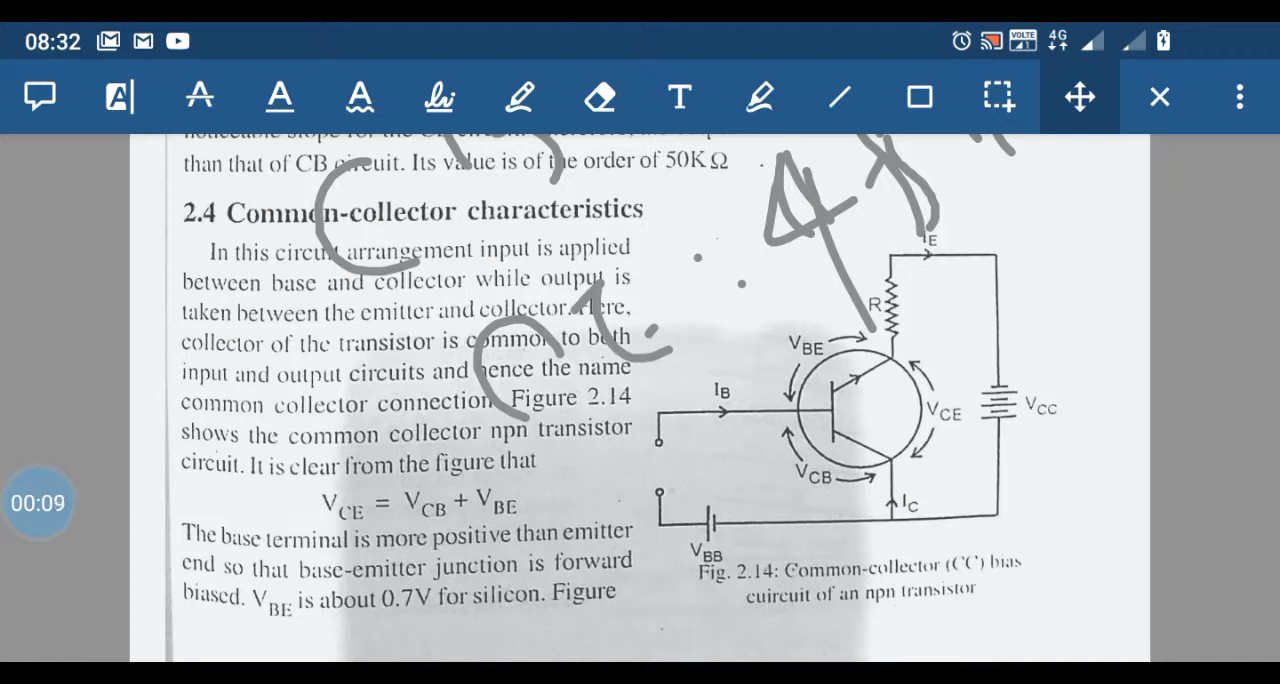 08:32
VOLTE
4G
A
A
A
T
than that of CB circuit. Its value is of the order of 50K Ω
2.4 Common-collector characteristics
In this circuit arrangement input is applied
between base and collector while output is
taken between the emitter and collector. Here,
collector of the transistor is common to both
input and output circuits and hence the name
common collector connection. Figure 2.14
shows the common collector npn transistor
circuit. It is clear from the figure that
VCE = VCB + VBE
The base terminal is more positive than emitter
end so that base-emitter junction is forward
biased. VBE is about 0.7V for silicon. Figure
IE
R
VBE
IB
VCE
VCC
VCB
IC
VBB
Fig. 2.14: Common-collector (CC) bias
cuircuit of an npn transistor
00:09